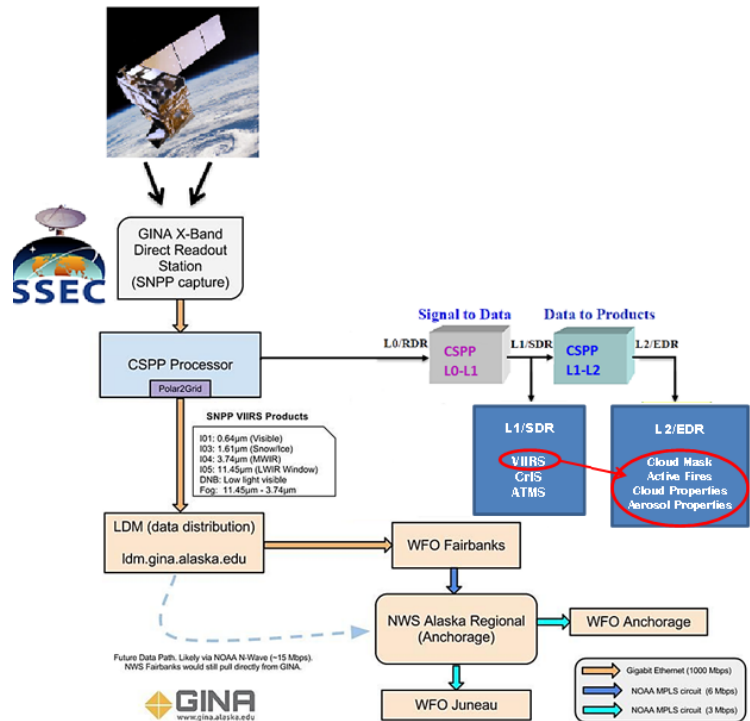 GINA X-Band
Direct Readout
Station
(SNPP capture)
SSEC
Signal to Data
Data to Products
L0/RDR
CSPP
L0-L1
L1/SDR
CSPP
L1-L2
L2/EDR
CSPP Processor
Polar2Grid
SNPP VIIRS Products
I01: 0.64µm (Visible)
I03: 1.61µm (Snow/Ice)
I04: 3.74µm (MWIR)
I05: 11.45µm (LWIR Window)
DNB: Low light visible
Fog: 11.45µm - 3.74µm
L1/SDR
VIIRS
CrIS
ATMS
L2/EDR
Cloud Mask
Active Fires
Cloud Properties
Aerosol Properties
LDM (data distribution)
ldm.gina.alaska.edu
WFO Fairbanks
NWS Alaska Regional
(Anchorage)
WFO Anchorage
Future Data Path. Likely via NOAA N-Wave (~15 Mbps).
NWS Fairbanks would still pull directly from GINA.
GINA
www.gina.alaska.edu
WFO Juneau
Gigabit Ethernet (1000 Mbps)
NOAA MPLS circuit (6 Mbps)
NOAA MPLS circuit (3 Mbps)